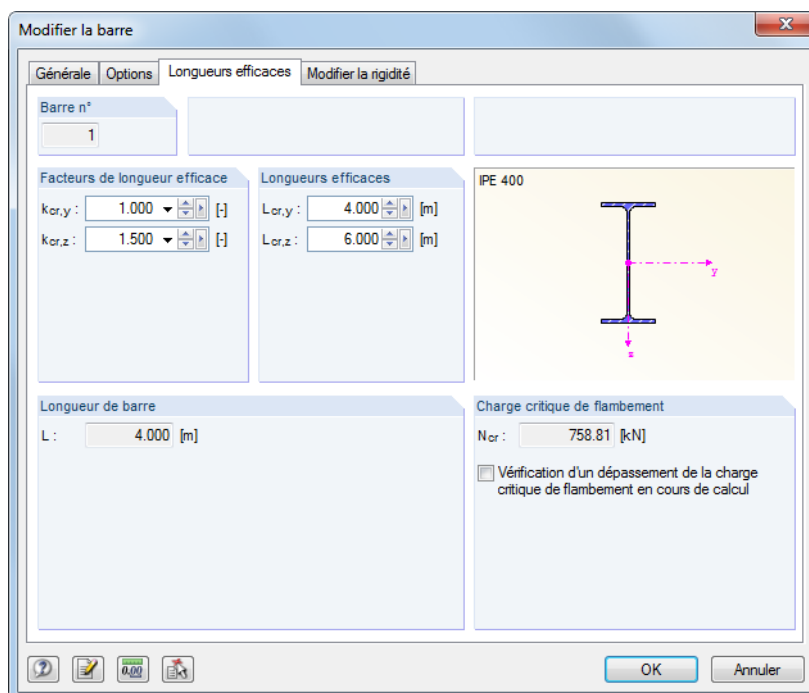 Modifier la barre
Générale Options Longueurs efficaces Modifier la rigidité
Barre n°
1
Facteurs de longueur efficace
kcr,y : 1.000 [-]
kcr,z : 1.500 [-]
Longueurs efficaces
Lcr,y : 4.000 [m]
Lcr,z : 6.000 [m]
IPE 400
y
z
Longueur de barre
L : 4.000 [m]
Charge critique de flambement
Ncr : 758.81 [kN]
Vérification d'un dépassement de la charge
critique de flambement en cours de calcul
0,00
OK Annuler